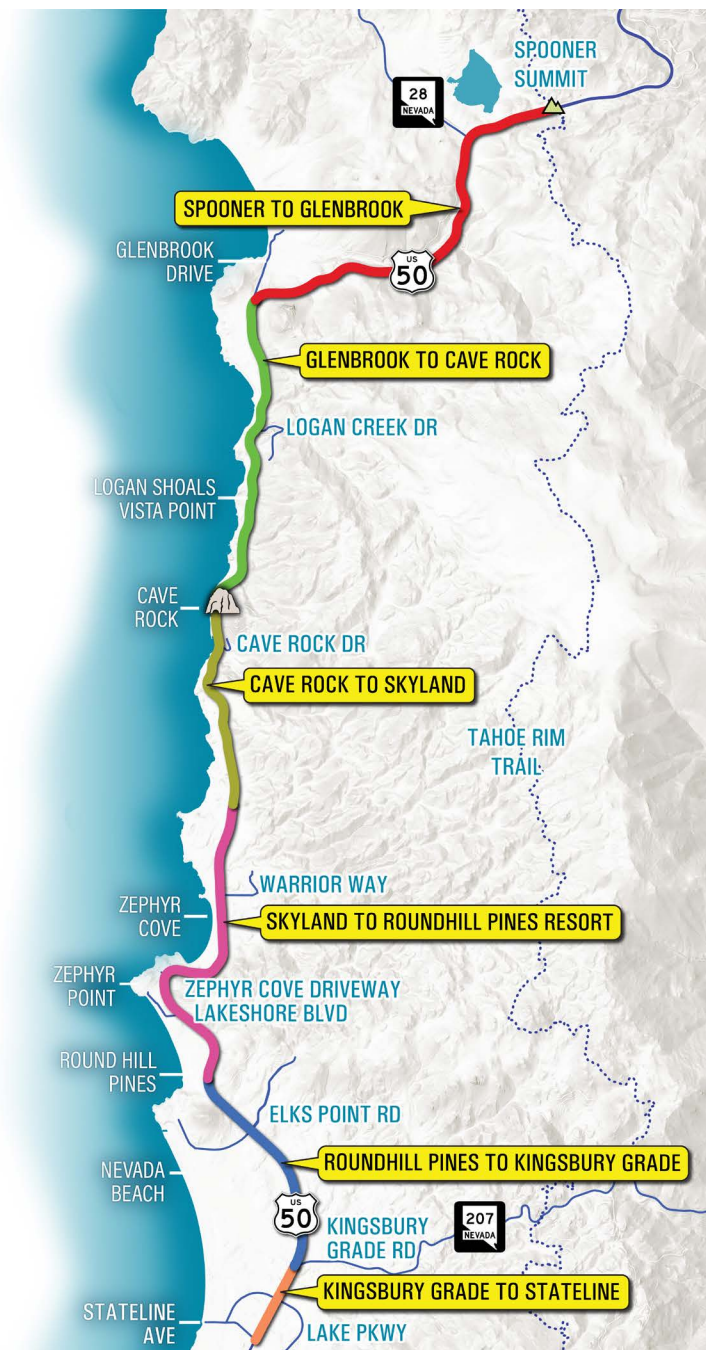 SPOONER
SUMMIT
28
NEVADA
SPOONER TO GLENBROOK
GLENBROOK
DRIVE
US
50
GLENBROOK TO CAVE ROCK
LOGAN CREEK DR
LOGAN SHOALS
VISTA POINT
CAVE
ROCK
CAVE ROCK DR
CAVE ROCK TO SKYLAND
TAHOE RIM
TRAIL
WARRIOR WAY
ZEPHYR
COVE
SKYLAND TO ROUNDHILL PINES RESORT
ZEPHYR
POINT
ZEPHYR COVE DRIVEWAY
LAKESHORE BLVD
ROUND HILL
PINES
ELKS POINT RD
ROUNDHILL PINES TO KINGSBURY GRADE
NEVADA
BEACH
US
50
207
NEVADA
KINGSBURY
GRADE RD
KINGSBURY GRADE TO STATELINE
STATELINE
AVE
LAKE PKWY